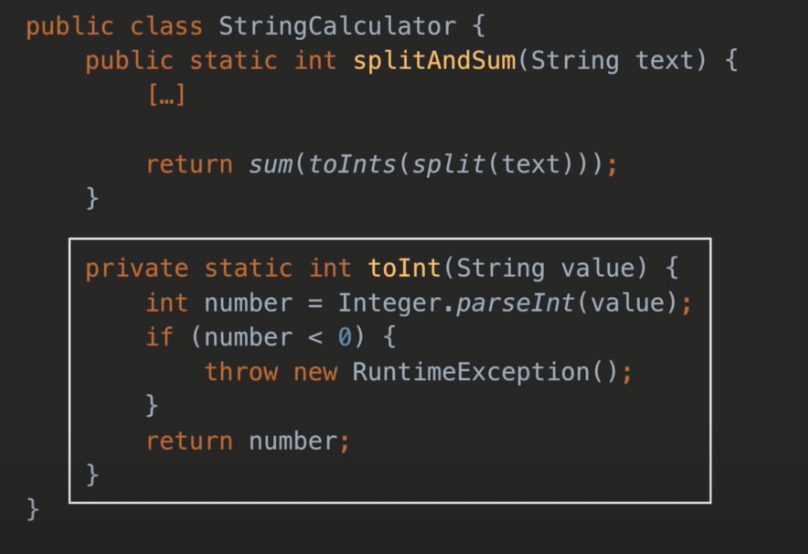 public class StringCalculator {
public static int splitAndSum(String text) {
[…]
return sum(toInts(split(text)));
}
private static int toInt(String value) {
int number = Integer.parseInt(value);
if (number < 0) {
throw new RuntimeException();
}
return number;
}
}